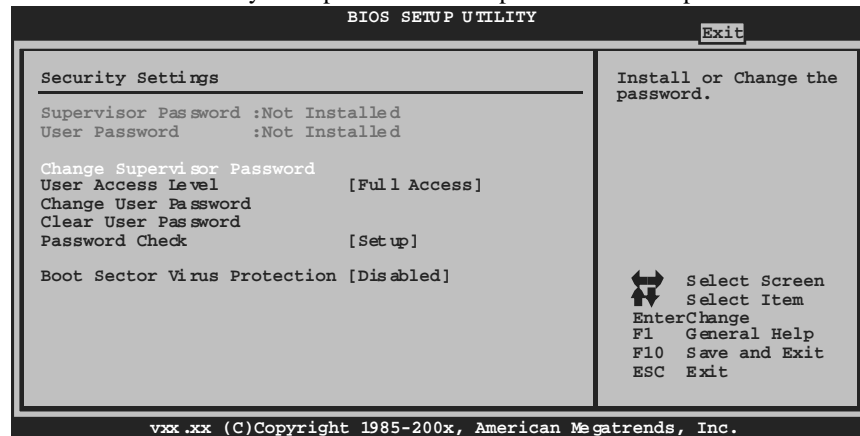 BIOS SETUP UTILITY
Exit
Security Settings
Supervisor Password :Not Installed
User Password :Not Installed
Change Supervisor Password
User Access Level [Full Access]
Change User Password
Clear User Password
Password Check [Setup]
Boot Sector Virus Protection [Disabled]
Install or Change the
password.
Select Screen
Select Item
EnterChange
F1 General Help
F10 Save and Exit
ESC Exit
vxx.xx (C)Copyright 1985-200x, American Megatrends, Inc.